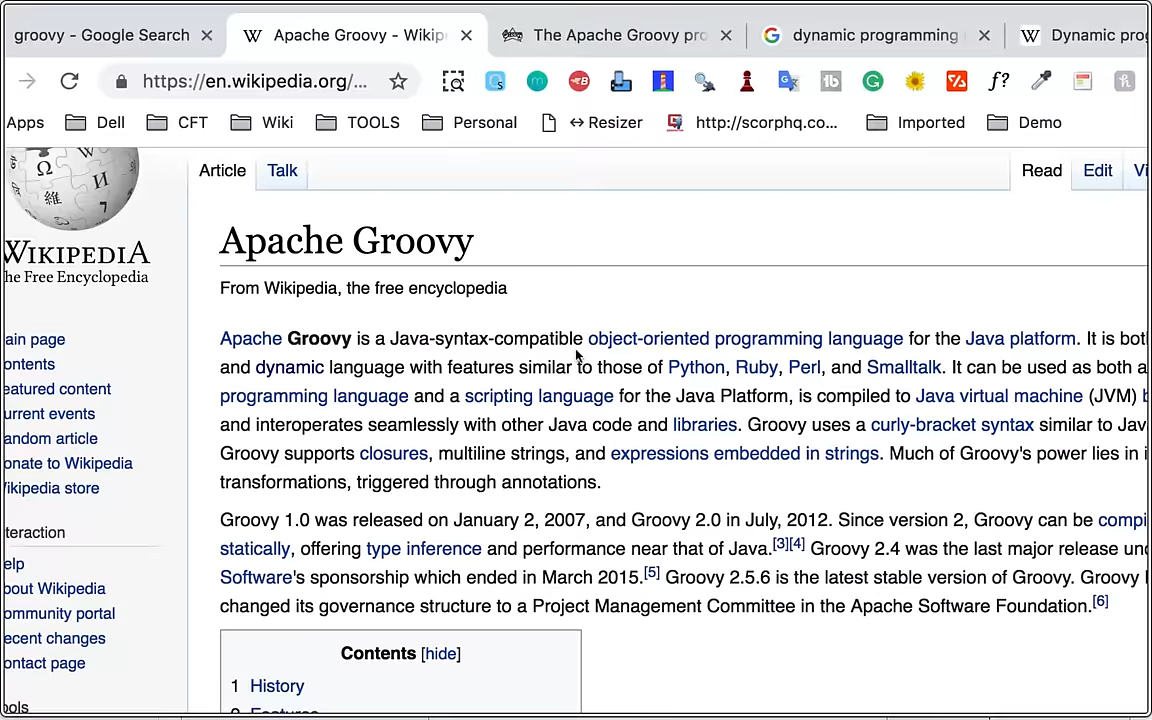 groovy - Google Search
Apache Groovy - Wikip
The Apache Groovy pro
dynamic programming
Dynamic prog
https://en.wikipedia.org/...
Apps Dell CFT Wiki TOOLS Personal ↔ Resizer http://scorphq.co... Imported Demo
Article Talk Read Edit Vi
WIKIPEDIA
he Free Encyclopedia
Apache Groovy
From Wikipedia, the free encyclopedia
Apache Groovy is a Java-syntax-compatible object-oriented programming language for the Java platform. It is bot
and dynamic language with features similar to those of Python, Ruby, Perl, and Smalltalk. It can be used as both a
programming language and a scripting language for the Java Platform, is compiled to Java virtual machine (JVM) b
and interoperates seamlessly with other Java code and libraries. Groovy uses a curly-bracket syntax similar to Jav
Groovy supports closures, multiline strings, and expressions embedded in strings. Much of Groovy's power lies in i
transformations, triggered through annotations.
Groovy 1.0 was released on January 2, 2007, and Groovy 2.0 in July, 2012. Since version 2, Groovy can be compi
statically, offering type inference and performance near that of Java.[3][4] Groovy 2.4 was the last major release un
Software's sponsorship which ended in March 2015.[5] Groovy 2.5.6 is the latest stable version of Groovy. Groovy
changed its governance structure to a Project Management Committee in the Apache Software Foundation.[6]
Contents [hide]
1 History
2 Features
ain page
ontents
eatured content
urrent events
andom article
onate to Wikipedia
ikipedia store
nteraction
elp
bout Wikipedia
ommunity portal
ecent changes
ontact page
ools